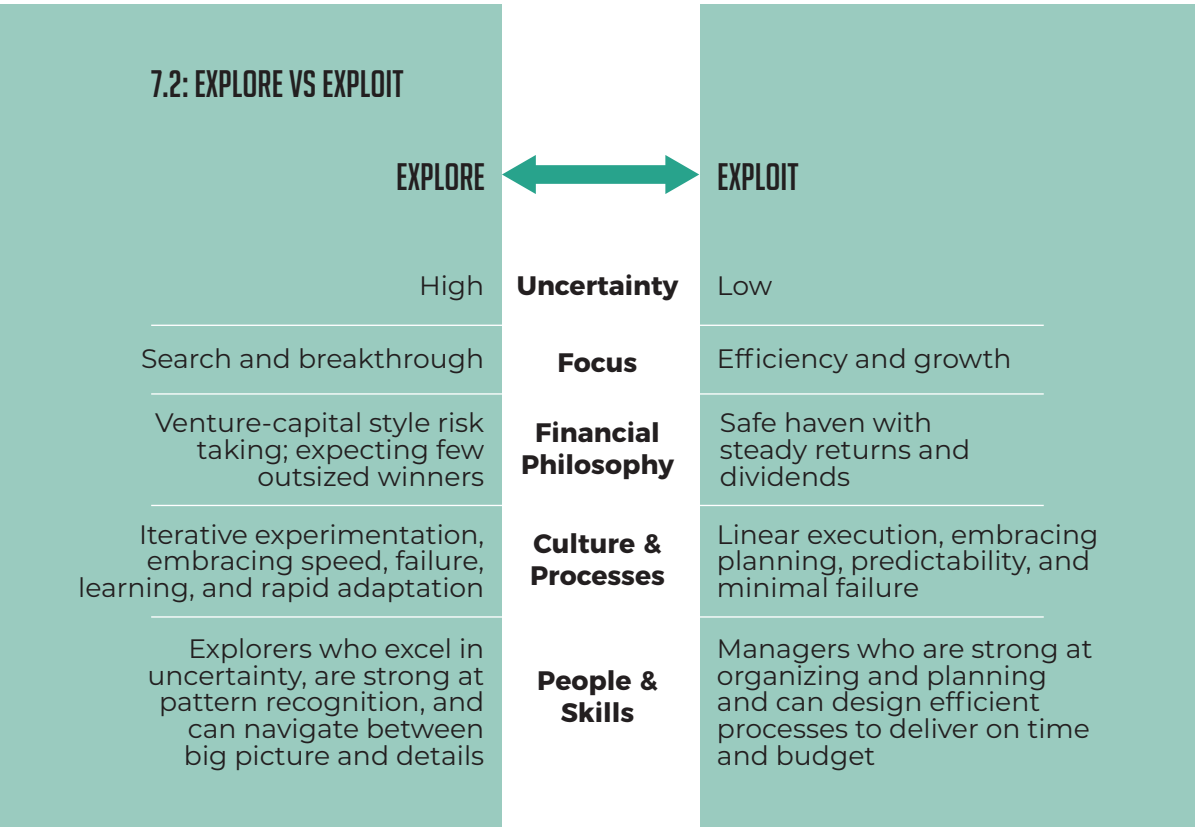 7.2: EXPLORE VS EXPLOIT
EXPLORE
EXPLOIT
High
Uncertainty
Low
Search and breakthrough
Focus
Efficiency and growth
Venture-capital style risk
taking; expecting few
outsized winners
Financial
Philosophy
Safe haven with
steady returns and
dividends
Iterative experimentation,
embracing speed, failure,
learning, and rapid adaptation
Culture &
Processes
Linear execution, embracing
planning, predictability, and
minimal failure
Explorers who excel in
uncertainty, are strong at
pattern recognition, and
can navigate between
big picture and details
People &
Skills
Managers who are strong at
organizing and planning
and can design efficient
processes to deliver on time
and budget